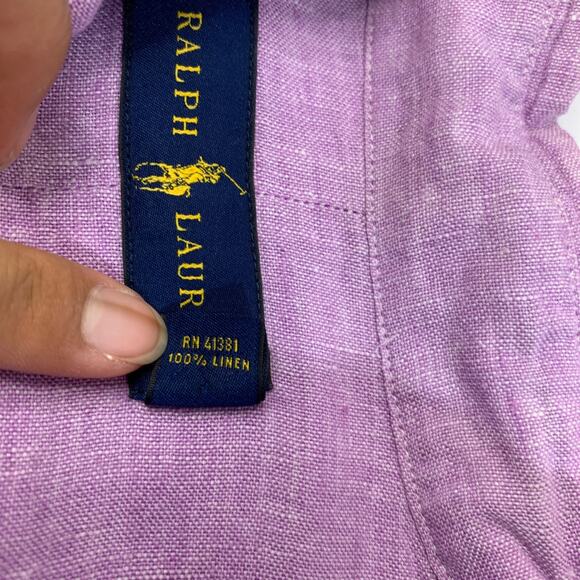 RALPH LAUR
RN 41381
100% LINEN